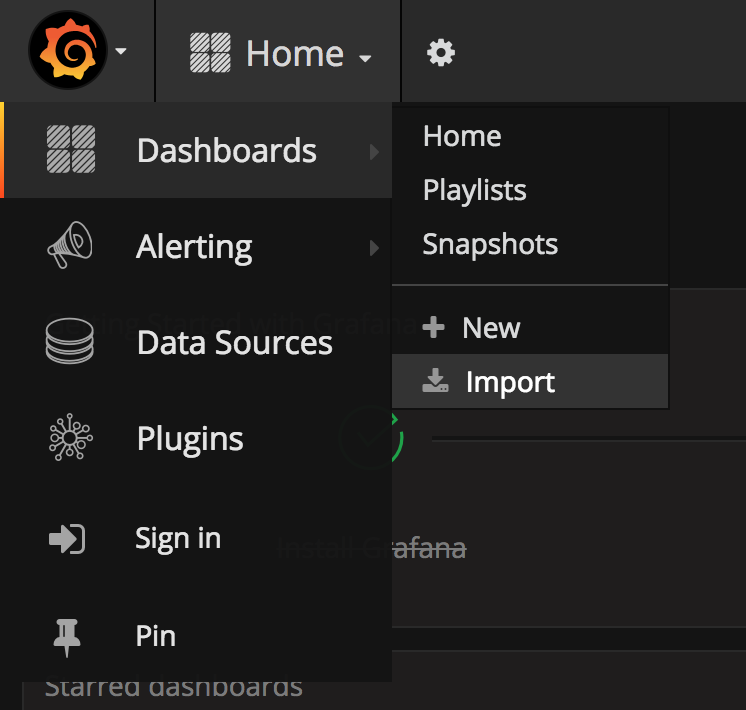 Home
Dashboards
Home
Playlists
Snapshots
Alerting
Getting Started with Grafana
New
Data Sources
Import
Plugins
Sign in
Install Grafana
Pin
Starred dashboards